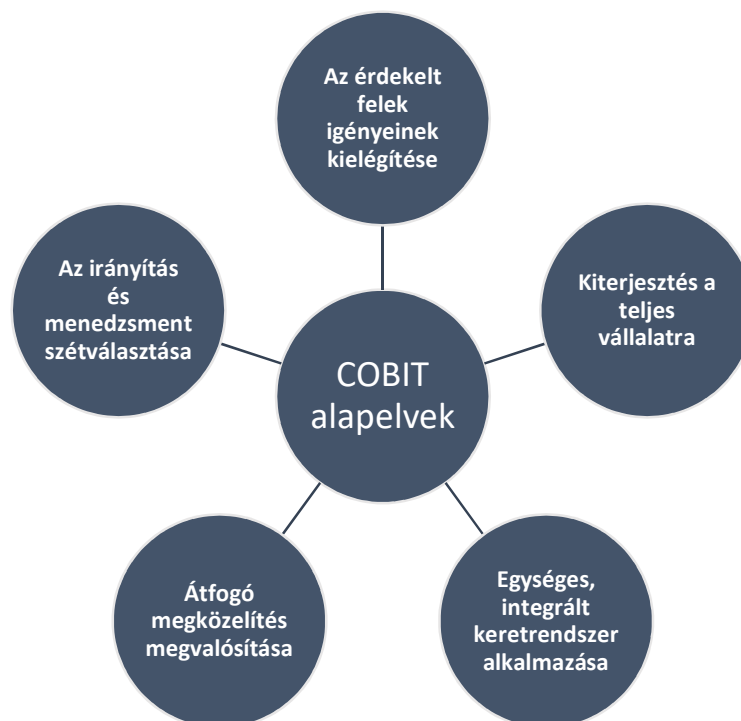 Az érdekelt
felek
igényeinek
kielégítése
Kiterjesztés a
teljes
vállalatra
Egységes,
integrált
keretrendszer
alkalmazása
Átfogó
megközelítés
megvalósítása
Az irányítás
és
menedzsment
szétválasztása
COBIT
alapelvek